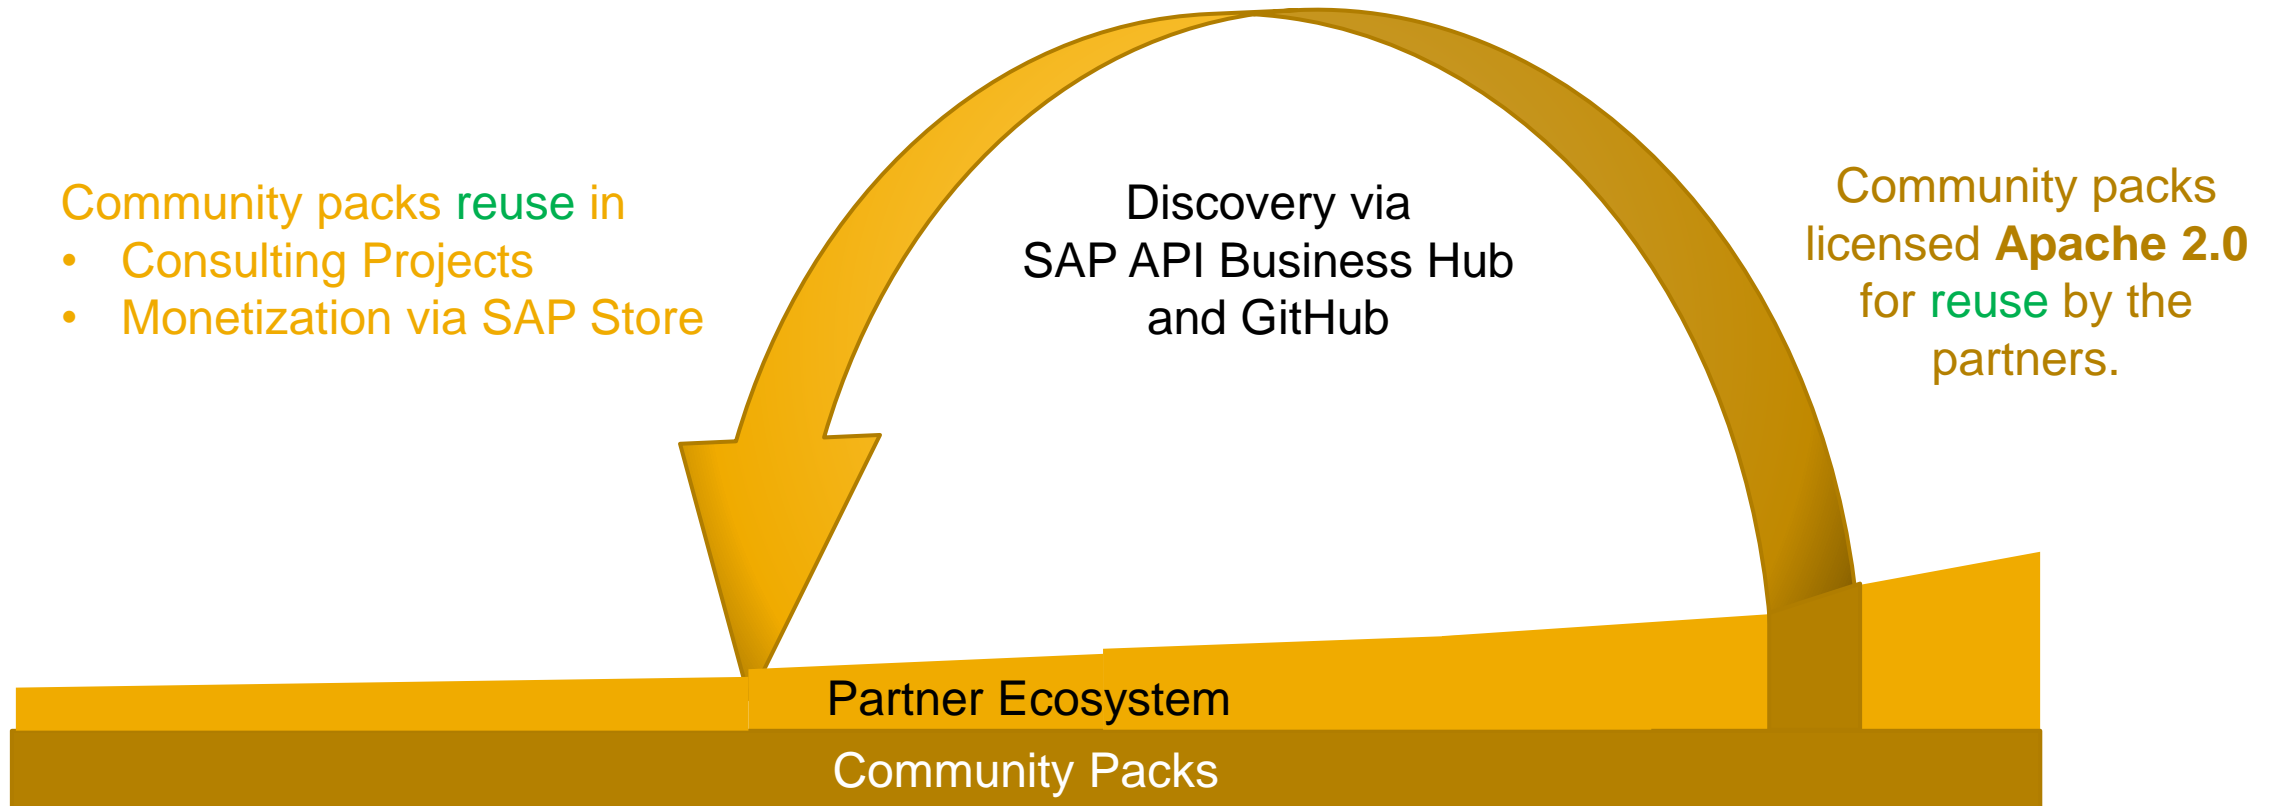 Community packs reuse in
• Consulting Projects
• Monetization via SAP Store
Discovery via
SAP API Business Hub
and GitHub
Community packs
licensed Apache 2.0
for reuse by the
partners.
Partner Ecosystem
Community Packs